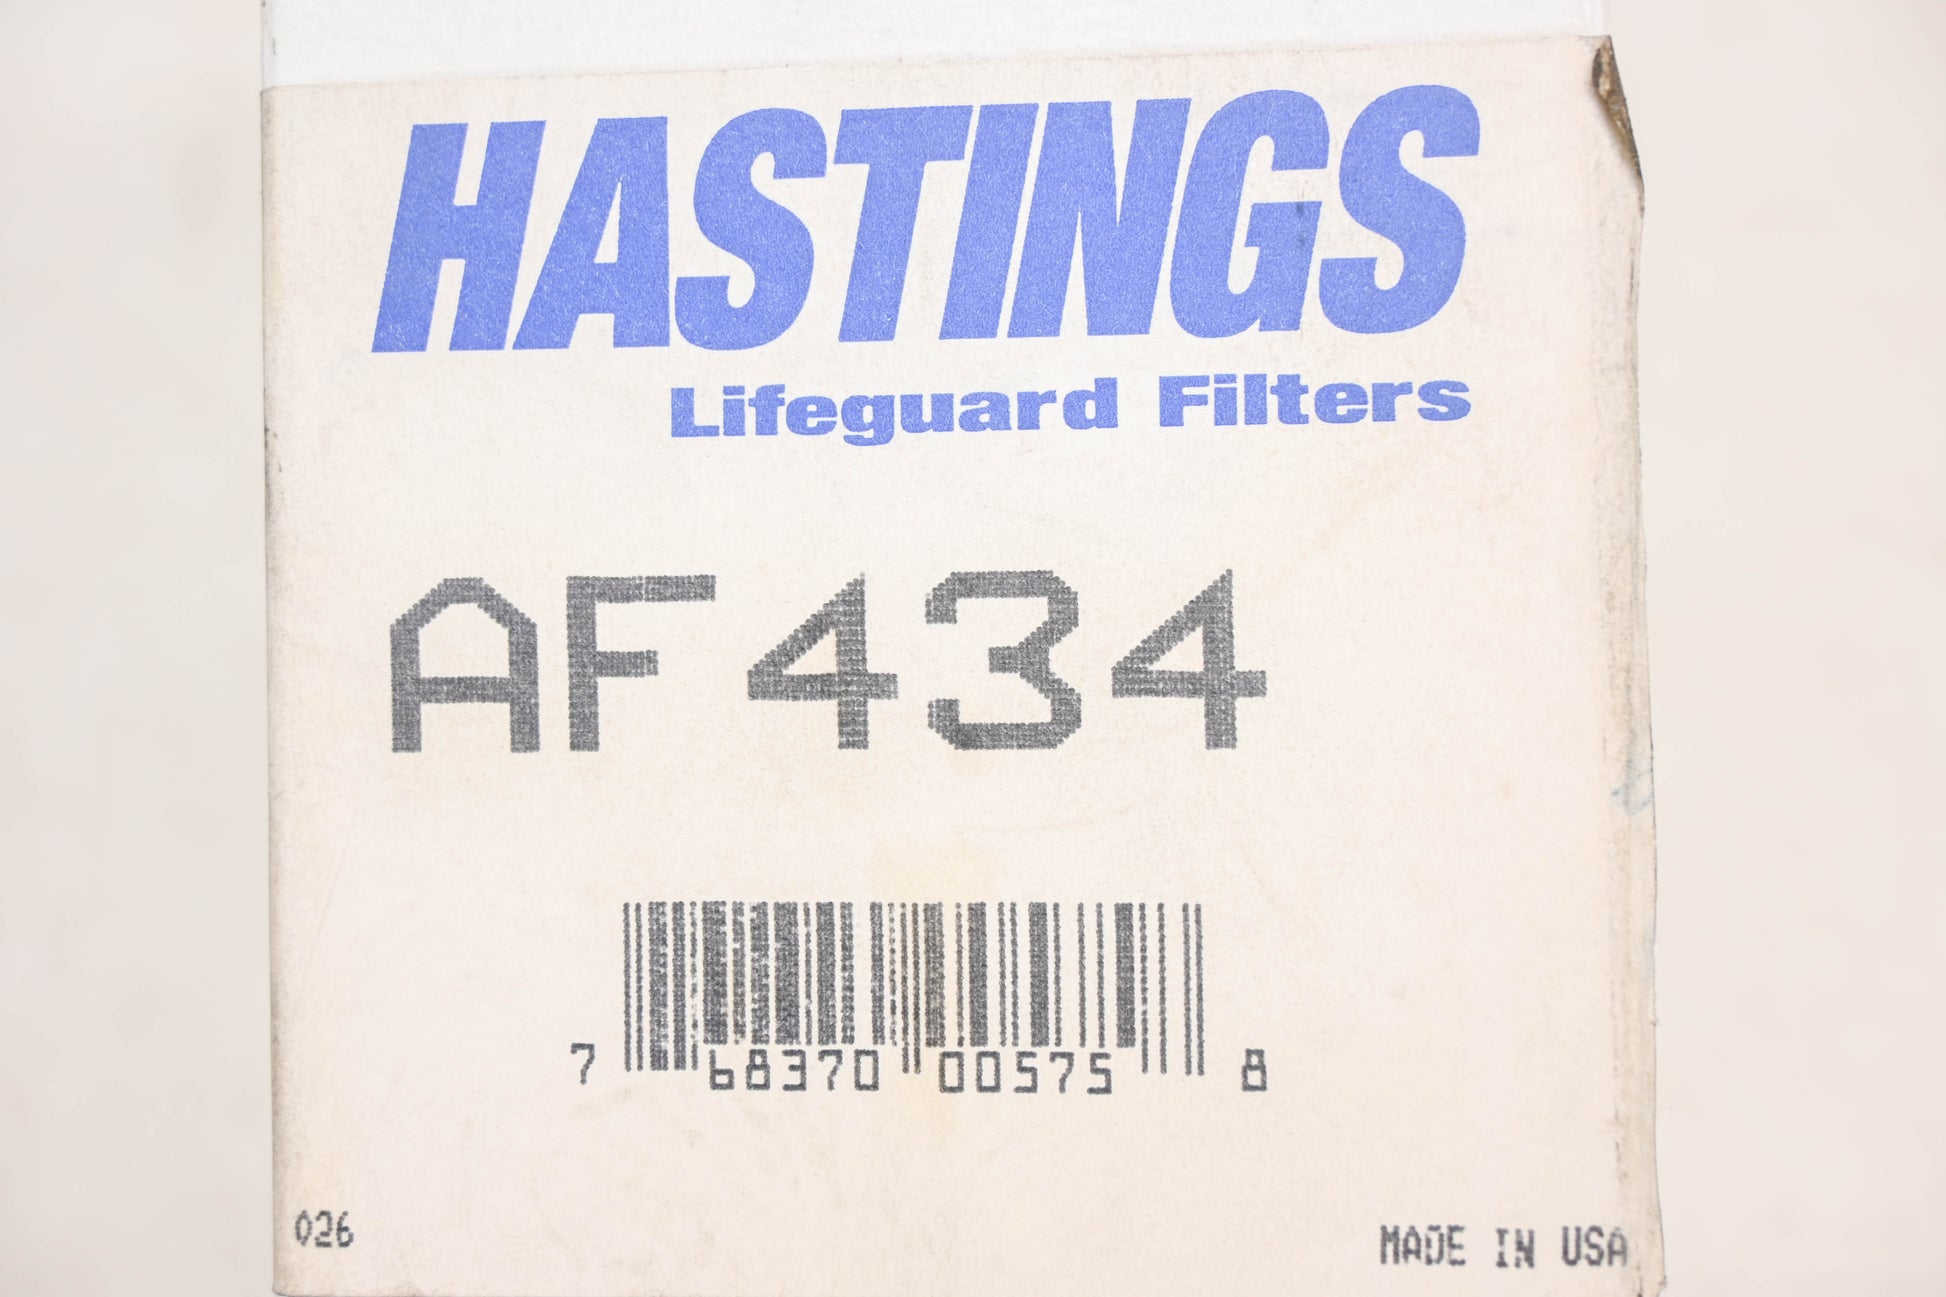 HASTINGS
Lifeguard Filters
AF434
7 68370 00575 8
026
MADE IN USA